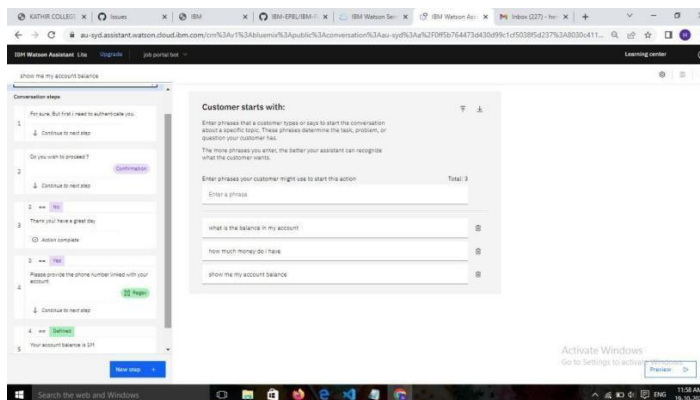 KATHIR COLLEGE
Issues
IBM
IBM-EPBL/IBM-P
IBM Watson Ser
IBM Watson Ass
Inbox (227) - hem
au-syd.assistant.watson.cloud.ibm.com/
IBM Watson Assistant Lite Upgrade job portal bot
Learning center
show me my account balance
Conversation steps
1
For sure. But first i need to authenticate you.
Continue to next step
2
Do you wish to proceed ?
Confirmation
Continue to next step
2 == No
3
Thank you! have a great day
Action complete
3 == Yes
4
Please provide the phone number linked with your
account
Regex
Continue to next step
4 == Defined
5
Your account balance is
New step +
Customer starts with:
Enter phrases that a customer types or says to start the conversation
about a specific topic. These phrases determine the task, problem, or
question your customer has.
The more phrases you enter, the better your assistant can recognize
what the customer wants.
Enter phrases your customer might use to start this action
Total: 3
Enter a phrase
what is the balance in my account
how much money do i have
show me my account balance
Activate Windows
Go to Settings to activate Windows.
Preview
Search the web and Windows
ENG
11:58 AM